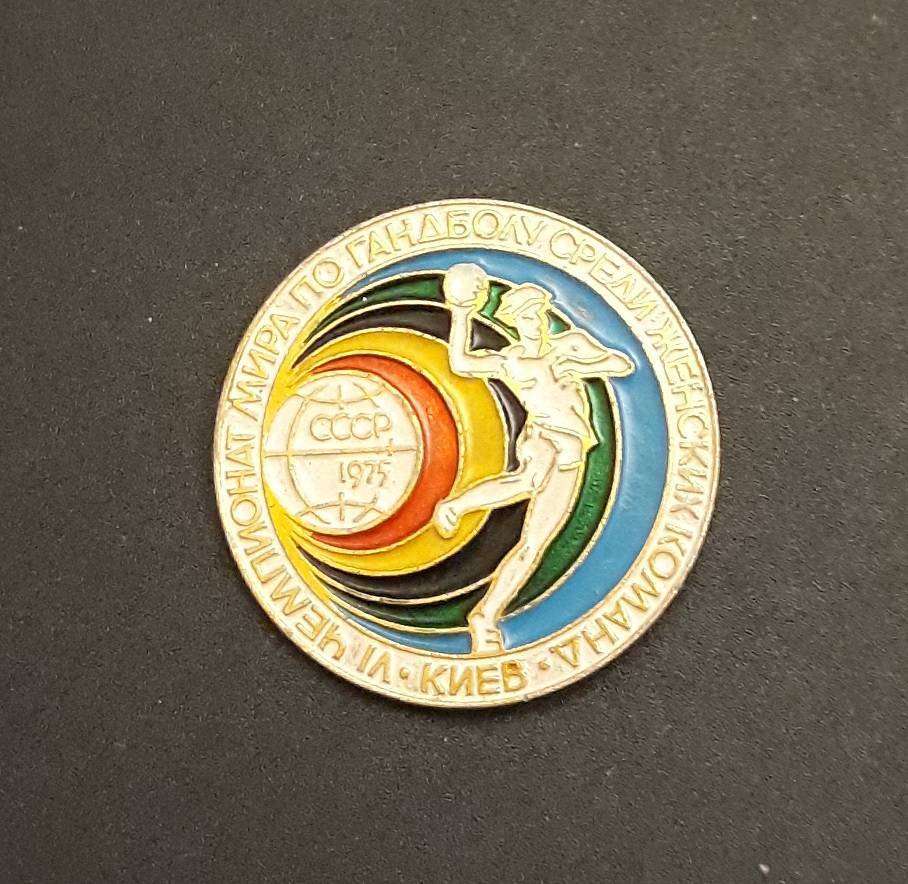 VI ЧЕМПИОНАТ МИРА ПО ГАНДБОЛУ СРЕДИ ЖЕНСКИХ КОМАНД
• КИЕВ •
СССР
1975